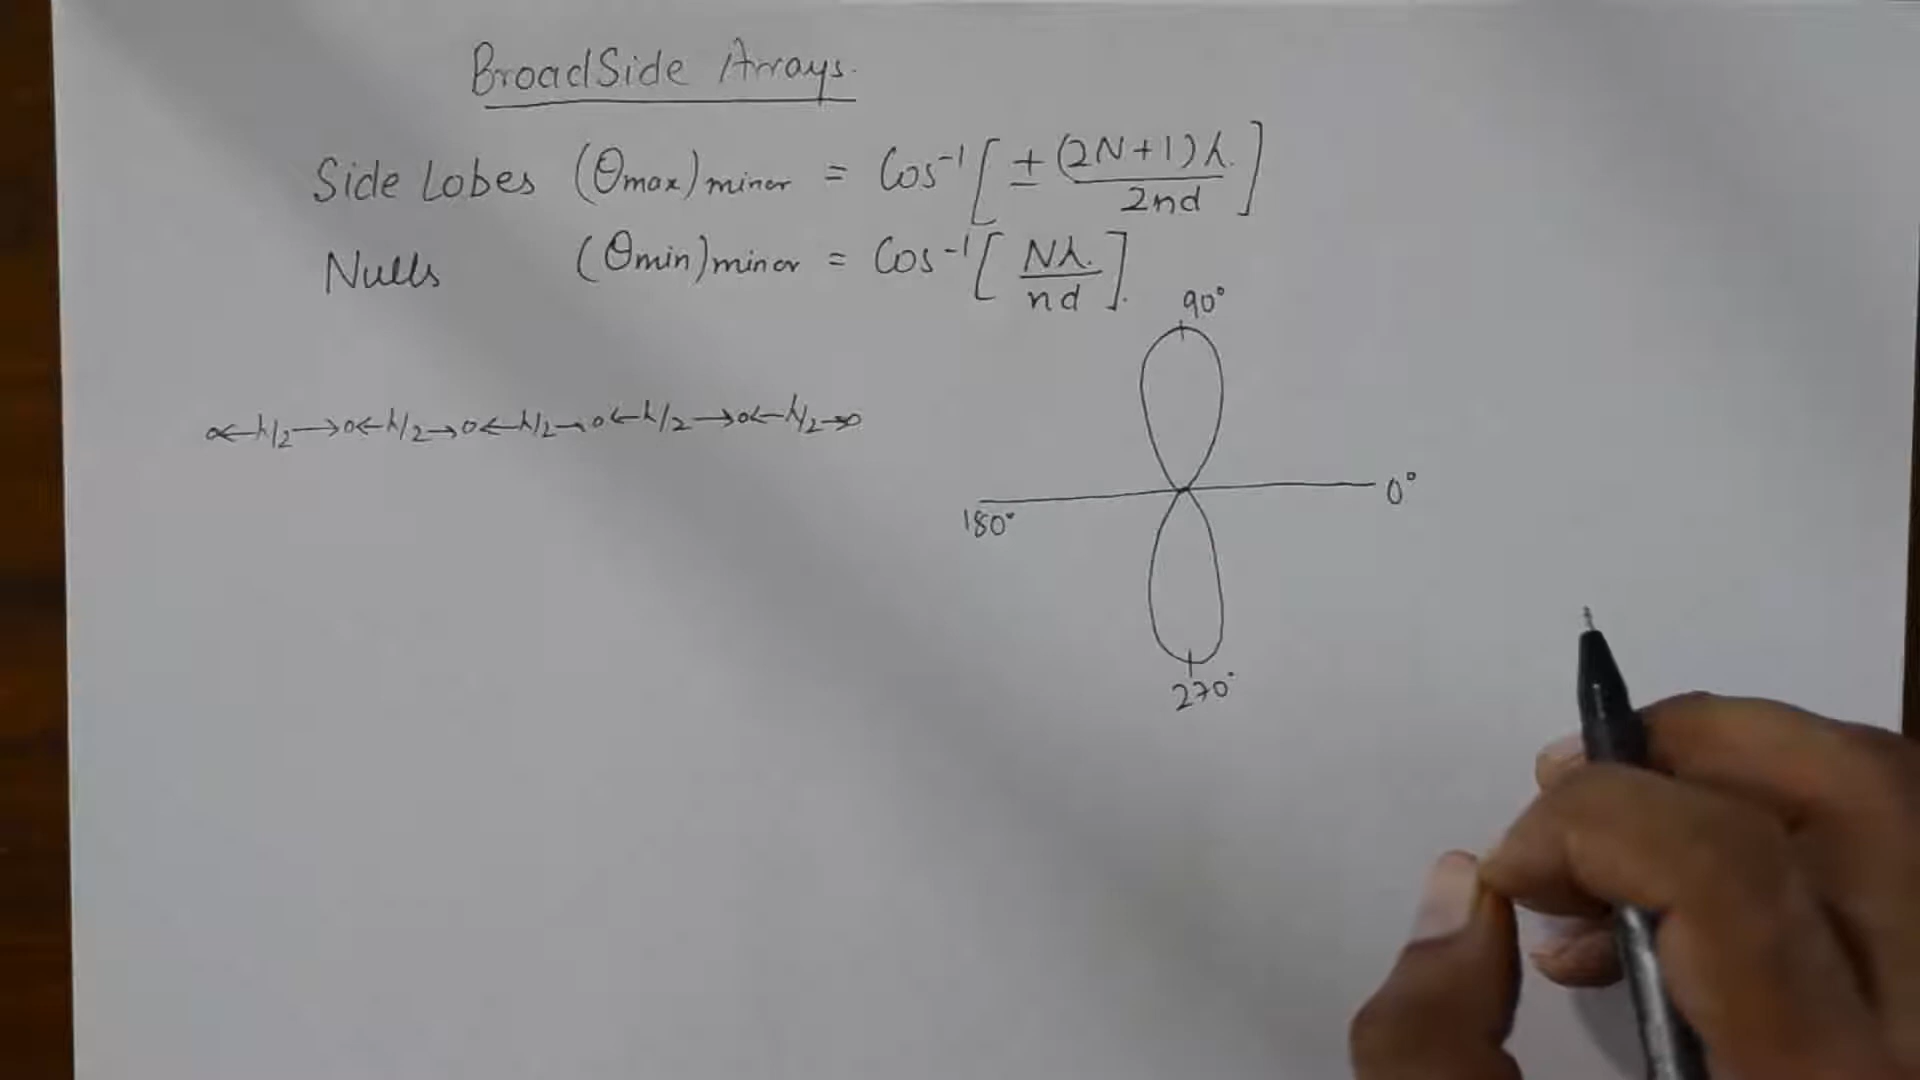 BroadSide Arrays.
Side Lobes (θmax)minor = Cos⁻¹[± (2N+1)λ. / 2nd]
Nulls (θmin)minor = Cos⁻¹[Nλ. / nd].
90°
λ/2 λ/2 λ/2 λ/2 λ/2
0°
180°
270°